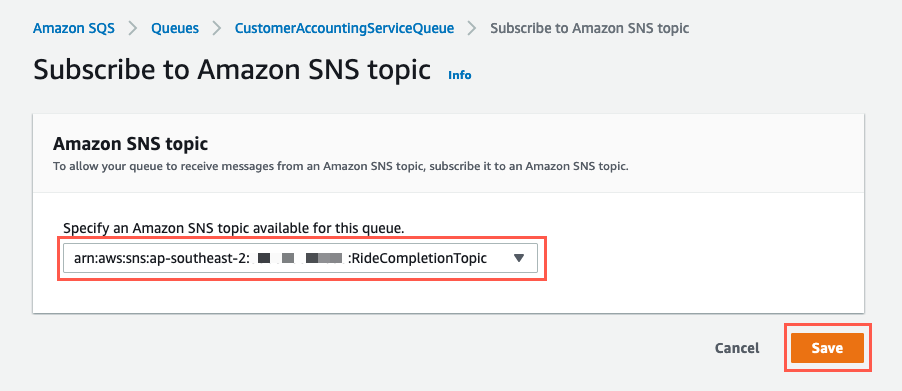 Amazon SQS > Queues > CustomerAccountingServiceQueue > Subscribe to Amazon SNS topic
Subscribe to Amazon SNS topic Info
Amazon SNS topic
To allow your queue to receive messages from an Amazon SNS topic, subscribe it to an Amazon SNS topic.
Specify an Amazon SNS topic available for this queue.
arn:aws:sns:ap-southeast-2: :RideCompletionTopic
Cancel Save